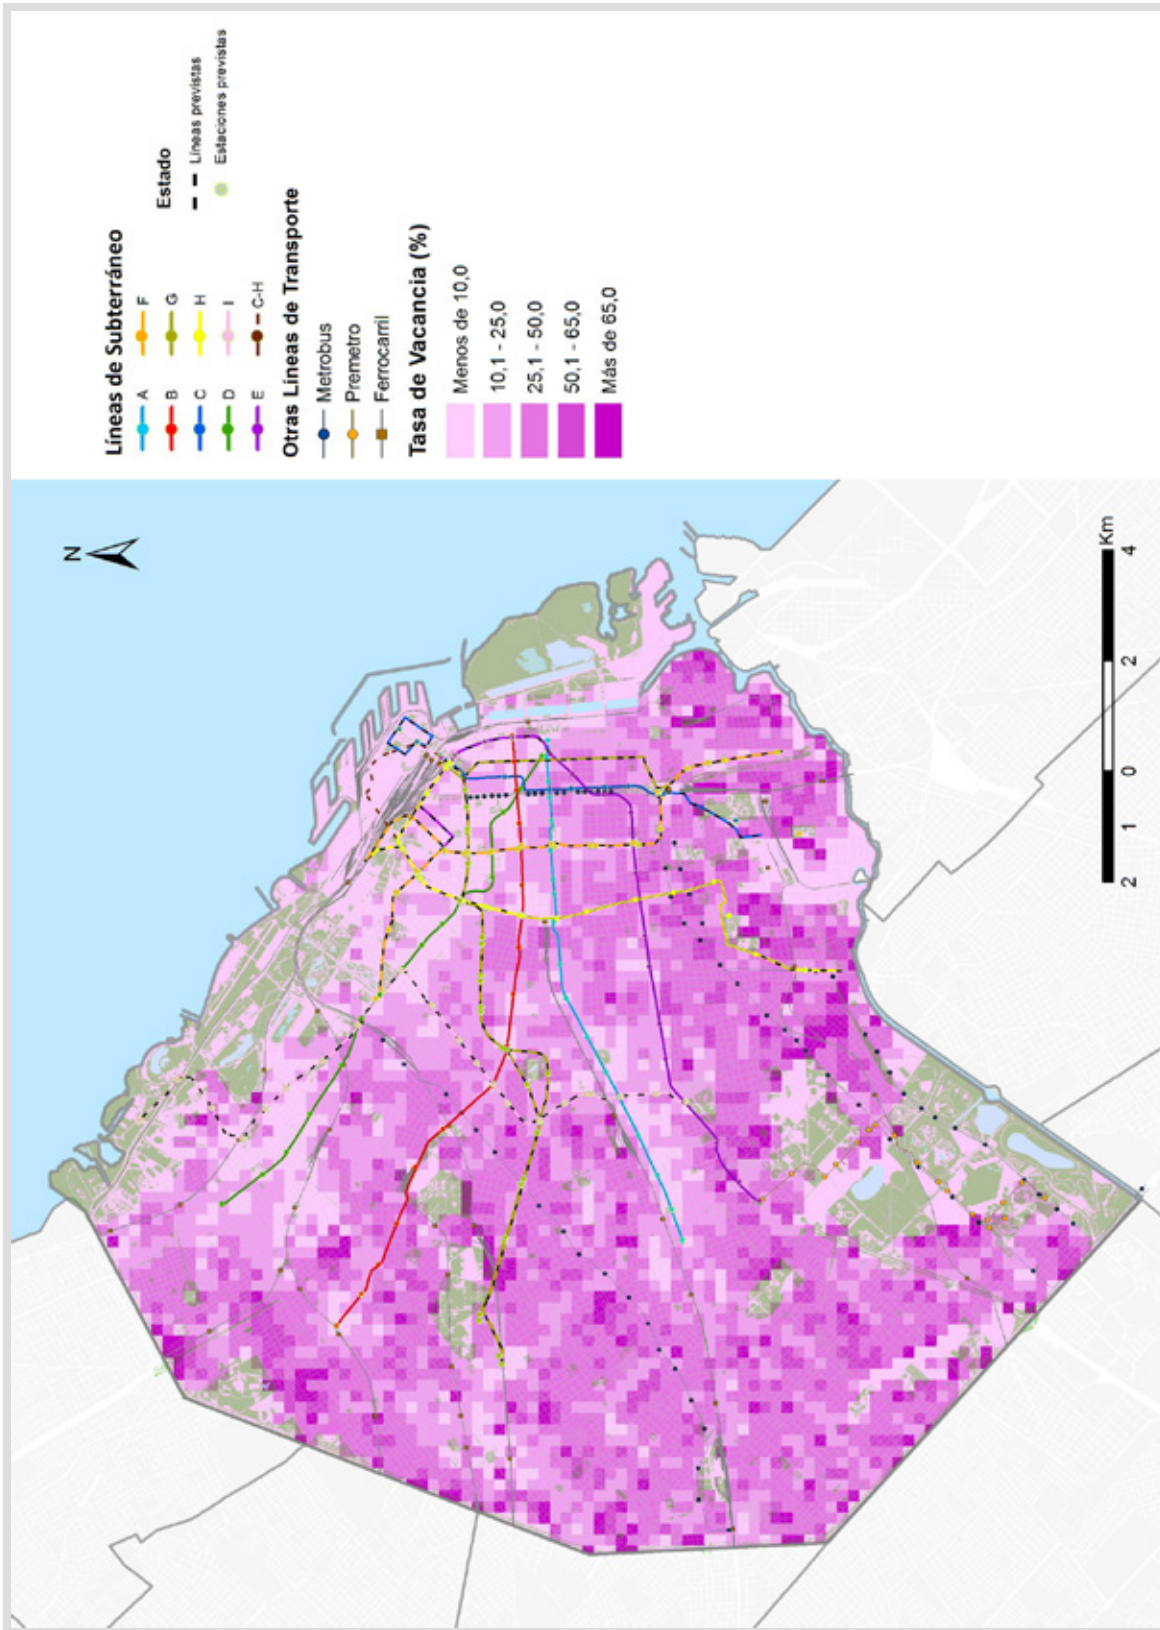 Líneas de Subterráneo
A
B
C
D
E
F
G
H
I
C-H
Estado
Líneas previstas
Estaciones previstas
Otras Líneas de Transporte
Metrobus
Premetro
Ferrocarril
Tasa de Vacancia (%)
Menos de 10,0
10,1 - 25,0
25,1 - 50,0
50,1 - 65,0
Más de 65,0
N
2 1 0 2 4
Km